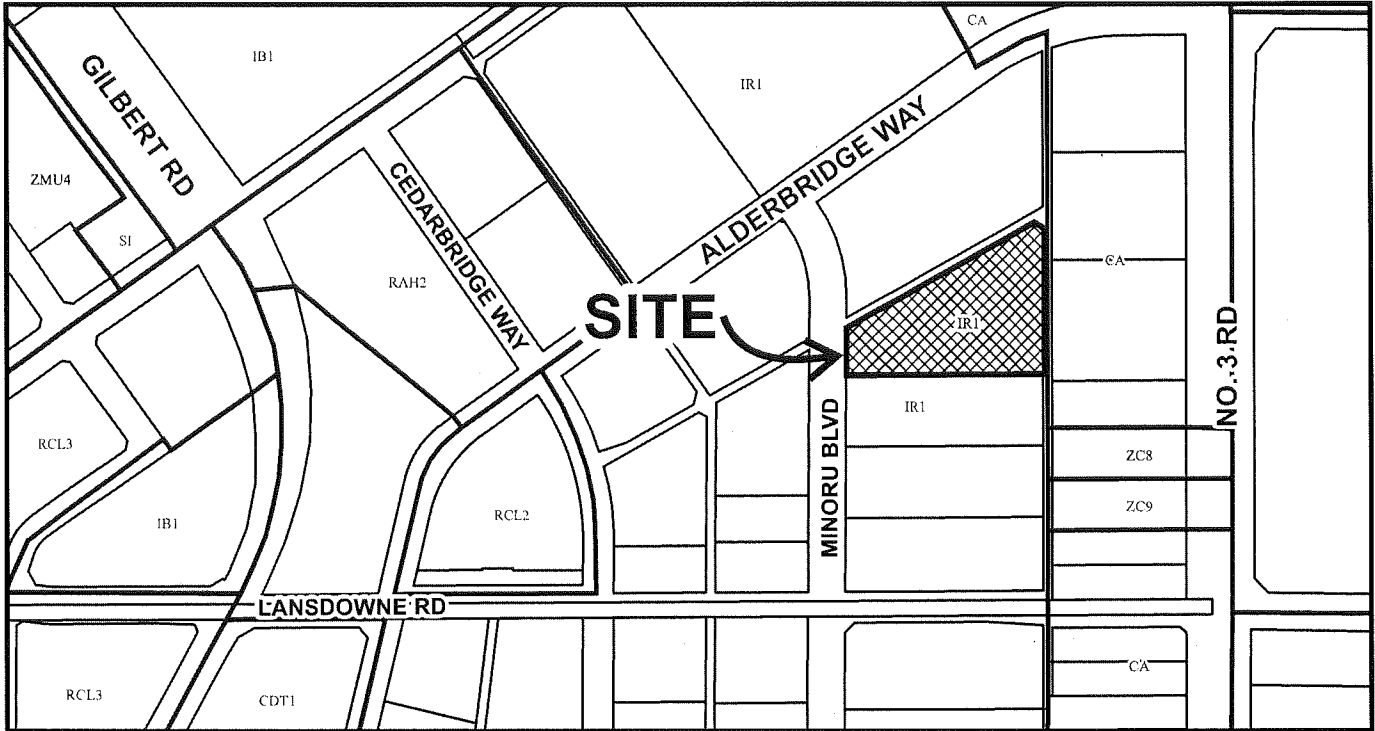 CA
IB1
IR1
GILBERT RD
ZMU4
SI
CEDARBRIDGE WAY
ALDERBRIDGE WAY
RAH2
CA
SITE
IR1
NO. 3 RD
RCL3
IR1
MINORU BLVD
ZC8
IB1
RCL2
ZC9
LANSDOWNE RD
RCL3
CDT1
CA